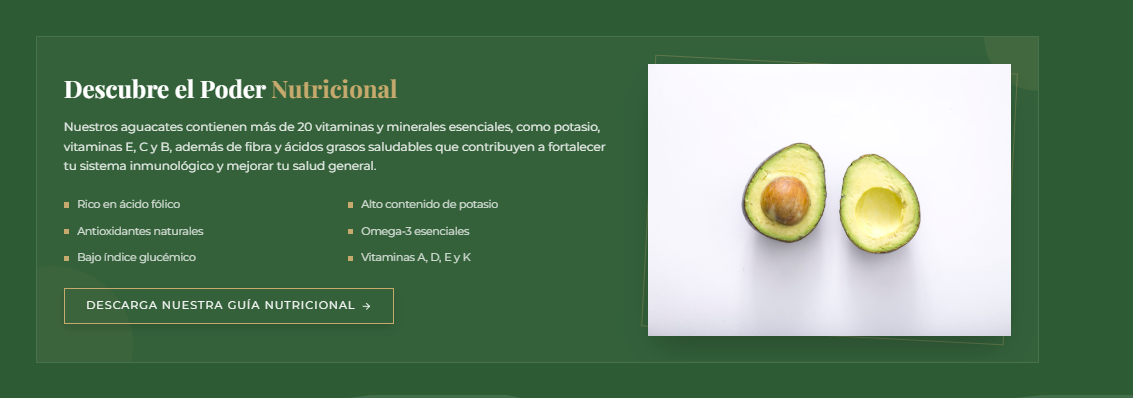 Descubre el Poder Nutricional
Nuestros aguacates contienen más de 20 vitaminas y minerales esenciales, como potasio,
vitaminas E, C y B, además de fibra y ácidos grasos saludables que contribuyen a fortalecer
tu sistema inmunológico y mejorar tu salud general.
Rico en ácido fólico
Alto contenido de potasio
Antioxidantes naturales
Omega-3 esenciales
Bajo índice glucémico
Vitaminas A, D, E y K
DESCARGA NUESTRA GUÍA NUTRICIONAL →